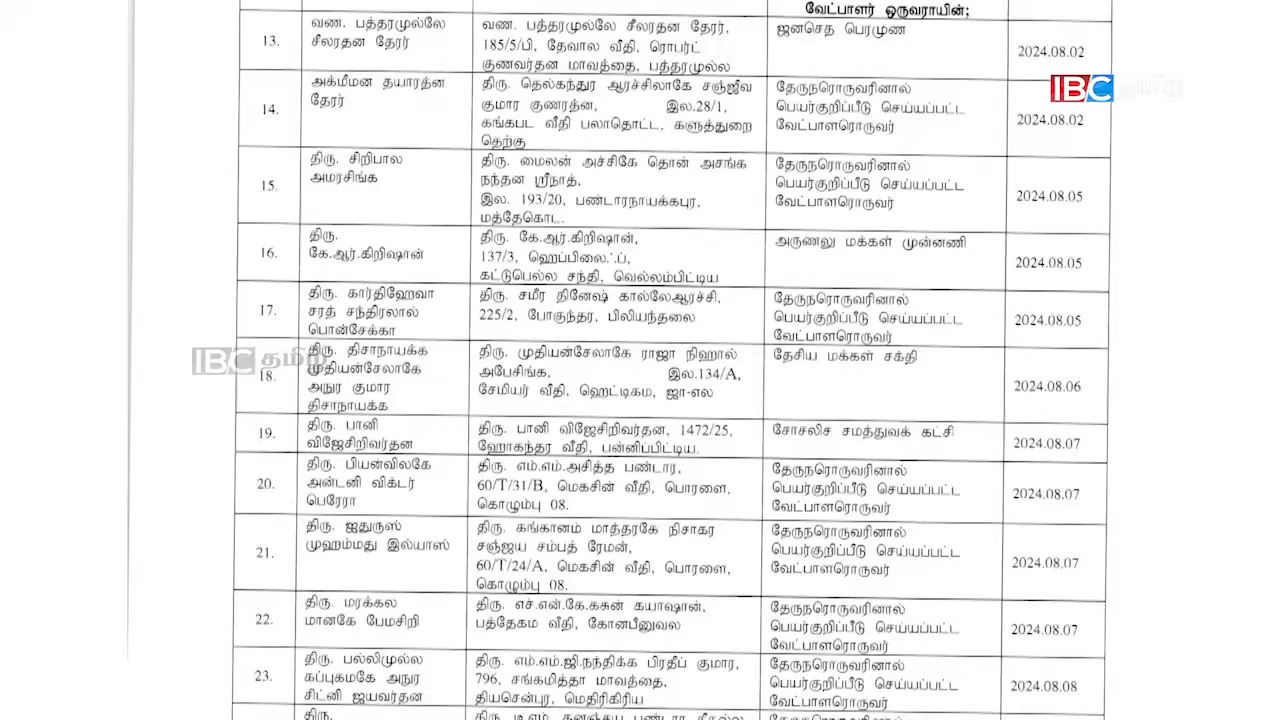 வேட்பாளர் ஒருவராயின்;
13.
வண. பத்தரமுல்லே
சீலரதன தேரர்
வண. பத்தரமுல்லே சீலரதன தேரர்,
185/5/பி, தேவால வீதி, ரொபர்ட்
குணவர்தன மாவத்தை, பத்தரமுல்ல
ஜனசெத பெரமுண
2024.08.02
14.
அக்மீமன தயாரத்ன
தேரர்
திரு. தெல்கந்துர ஆரச்சிலாகே சஞ்ஜீவ
குமார குணரத்ன, இல.28/1,
கங்கபட வீதி பலாதொட்ட, களுத்துறை
தெற்கு
தேருநரொருவரினால்
பெயர்குறிப்பீடு செய்யப்பட்ட
வேட்பாளரொருவர்
2024.08.02
IBC தமிழ்
15.
திரு. சிறிபால
அமரசிங்க
திரு. மைலன் அச்சிகே தொன் அசங்க
நந்தன ஸ்ரீநாத்,
இல. 193/20, பண்டாரநாயக்கபுர,
மத்தேகொட.
தேருநரொருவரினால்
பெயர்குறிப்பீடு செய்யப்பட்ட
வேட்பாளரொருவர்
2024.08.05
16.
திரு.
கே.ஆர்.கிறிஷான்
திரு. கே.ஆர்.கிறிஷான்,
137/3, ஹெப்பிலைஃப்,
கட்டுபெல்ல சந்தி, வெல்லம்பிட்டிய
அருணலு மக்கள் முன்னணி
2024.08.05
17.
திரு. கார்திஹேவா
சரத் சந்திரலால்
பொன்சேக்கா
திரு. சமீர தினேஷ் கால்லேஆரச்சி,
225/2, போகுந்தர, பிலியந்தலை
தேருநரொருவரினால்
பெயர்குறிப்பீடு செய்யப்பட்ட
வேட்பாளரொருவர்
2024.08.05
IBC தமிழ்
18.
திரு. திசாநாயக்க
முதியன்சேலாகே
அநுர குமார
திசாநாயக்க
திரு. முதியன்சேலாகே ராஜா நிஹால்
அபேசிங்க, இல.134/A,
சேமியர் வீதி, ஹெட்டிகம, ஜா-எல
தேசிய மக்கள் சக்தி
2024.08.06
19.
திரு. பானி
விஜேசிறிவர்தன
திரு. பானி விஜேசிறிவர்தன, 1472/25,
ஹோகந்தர வீதி, பன்னிப்பிட்டிய.
சோசலிச சமத்துவக் கட்சி
2024.08.07
20.
திரு. பியன்விலகே
அன்டனி விக்டர்
பெரேரா
திரு. எம்.எம்.அசித்த பண்டார,
60/T/31/B, மெகசின் வீதி, பொரளை,
கொழும்பு 08.
தேருநரொருவரினால்
பெயர்குறிப்பீடு செய்யப்பட்ட
வேட்பாளரொருவர்
2024.08.07
21.
திரு. ஐதுருஸ்
முஹம்மது இல்யாஸ்
திரு. கங்கானம் மாத்தரகே நிசாகர
சஞ்ஜய சம்பத் ரேமன்,
60/T/24/A, மெகசின் வீதி, பொரளை,
கொழும்பு 08.
தேருநரொருவரினால்
பெயர்குறிப்பீடு செய்யப்பட்ட
வேட்பாளரொருவர்
2024.08.07
22.
திரு. மரக்கல
மானகே பேமசிறி
திரு. எச்.என்.கே.கசுன் கயாஷான்,
பத்தேகம வீதி, கோனபீனுவல
தேருநரொருவரினால்
பெயர்குறிப்பீடு செய்யப்பட்ட
வேட்பாளரொருவர்
2024.08.07
23.
திரு. பல்லிமுல்ல
கப்புகமகே அநுர
சிட்னி ஜயவர்தன
திரு. எம்.எம்.ஜி.நந்திக்க பிரதீப் குமார,
796, சங்கமித்தா மாவத்தை,
தியசென்புர, மெதிரிகிரிய
தேருநரொருவரினால்
பெயர்குறிப்பீடு செய்யப்பட்ட
வேட்பாளரொருவர்
2024.08.08
திரு.